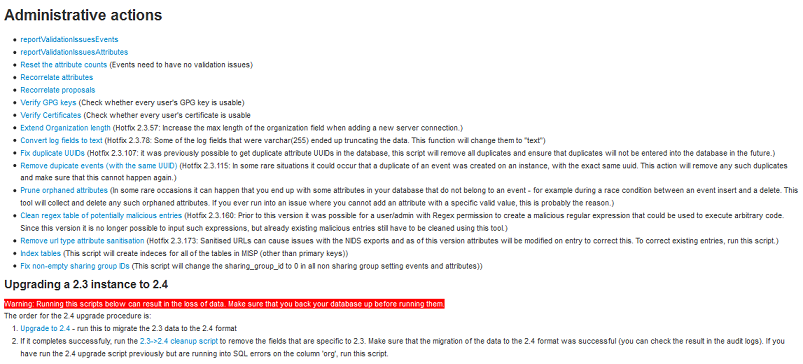 Administrative actions
reportValidationIssuesEvents
reportValidationIssuesAttributes
Reset the attribute counts (Events need to have no validation issues)
Recorrelate attributes
Recorrelate proposals
Verify GPG keys (Check whether every user's GPG key is usable)
Verify Certificates (Check whether every user's certificate is usable
Extend Organization length (Hotfix 2.3.57: Increase the max length of the organization field when adding a new server connection.)
Convert log fields to text (Hotfix 2.3.78: Some of the log fields that were varchar(255) ended up truncating the data. This function will change them to "text")
Fix duplicate UUIDs (Hotfix 2.3.107: it was previously possible to get duplicate attribute UUIDs in the database, this script will remove all duplicates and ensure that duplicates will not be entered into the database in the future.)
Remove duplicate events (with the same UUID) (Hotfix 2.3.115: In some rare situations it could occur that a duplicate of an event was created on an instance, with the exact same uuid. This action will remove any such duplicates
and make sure that this cannot happen again.)
Prune orphaned attributes (In some rare occasions it can happen that you end up with some attributes in your database that do not belong to an event - for example during a race condition between an event insert and a delete. This
tool will collect and delete any such orphaned attributes. If you ever run into an issue where you cannot add an attribute with a specific valid value, this is probably the reason.)
Clean regex table of potentially malicious entries (Hotfix 2.3.160: Prior to this version it was possible for a user/admin with Regex permission to create a malicious regular expression that could be used to execute arbitrary code.
Since this version it is no longer possible to input such expressions, but already existing malicious entries still have to be cleaned using this tool.)
Remove url type attribute sanitisation (Hotfix 2.3.173: Sanitised URLs can cause issues with the NIDS exports and as of this version attributes will be modified on entry to correct this. To correct existing entries, run this script.)
Index tables (This script will create indeces for all of the tables in MISP (other than primary keys))
Fix non-empty sharing group IDs (This script will change the sharing_group_id to 0 in all non sharing group setting events and attributes))
Upgrading a 2.3 instance to 2.4
Warning: Running this scripts below can result in the loss of data. Make sure that you back your database up before running them.
The order for the 2.4 upgrade procedure is:
1. Upgrade to 2.4 - run this to migrate the 2.3 data to the 2.4 format
2. If it completes successfuly, run the 2.3->2.4 cleanup script to remove the fields that are specific to 2.3. Make sure that the migration of the data to the 2.4 format was successful (you can check the result in the audit logs). If you
have run the 2.4 upgrade script previously but are running into SQL errors on the column 'org', run this script.